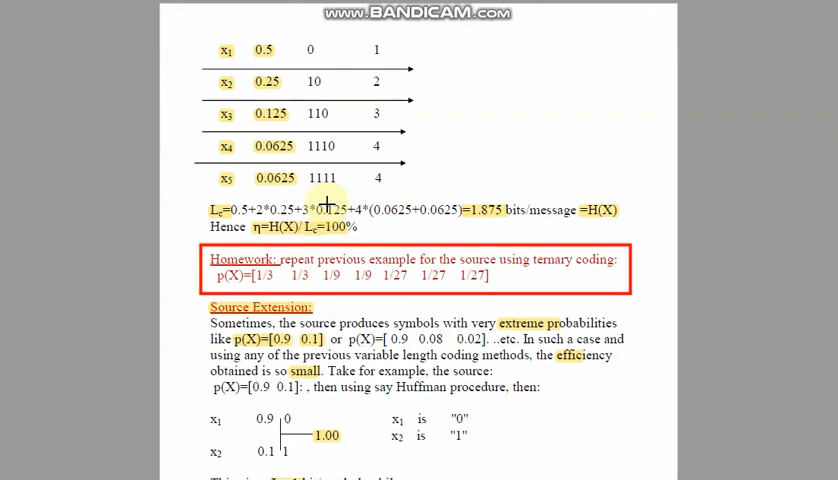 www.BANDICAM.com
x1 0.5 0 1
x2 0.25 10 2
x3 0.125 110 3
x4 0.0625 1110 4
x5 0.0625 1111 4
Lc=0.5+2*0.25+3*0.125+4*(0.0625+0.0625)=1.875 bits/message =H(X)
Hence η=H(X)/ Lc=100%
Homework: repeat previous example for the source using ternary coding:
p(X)=[1/3 1/3 1/9 1/9 1/27 1/27 1/27]
Source Extension:
Sometimes, the source produces symbols with very extreme probabilities
like p(X)=[0.9 0.1] or p(X)=[ 0.9 0.08 0.02]. ..etc. In such a case and
using any of the previous variable length coding methods, the efficiency
obtained is so small. Take for example, the source:
p(X)=[0.9 0.1]: , then using say Huffman procedure, then:
x1 0.9 0 x1 is "0"
1.00 x2 is "1"
x2 0.1 1